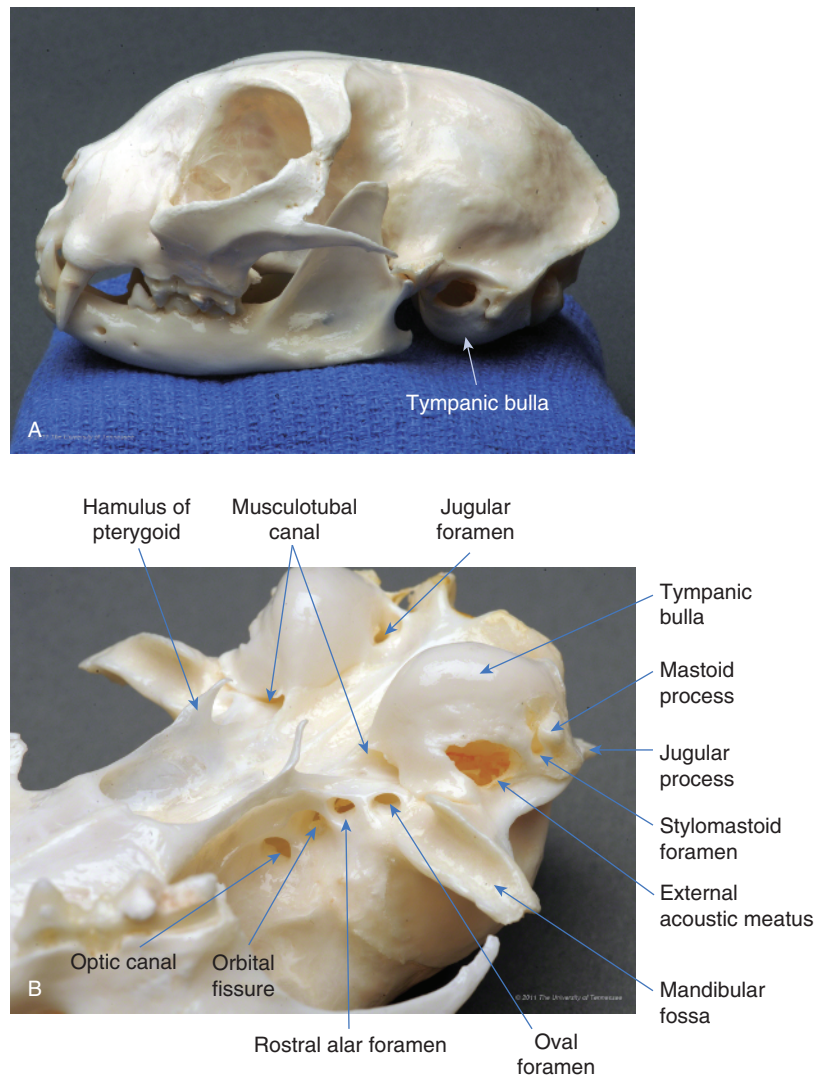 Tympanic bulla
A
Hamulus of
pterygoid
Musculotubal
canal
Jugular
foramen
Tympanic
bulla
Mastoid
process
Jugular
process
Stylomastoid
foramen
External
acoustic meatus
Mandibular
fossa
Optic canal
Orbital
fissure
B
© 2011 The University of Tennessee
Rostral alar foramen
Oval
foramen